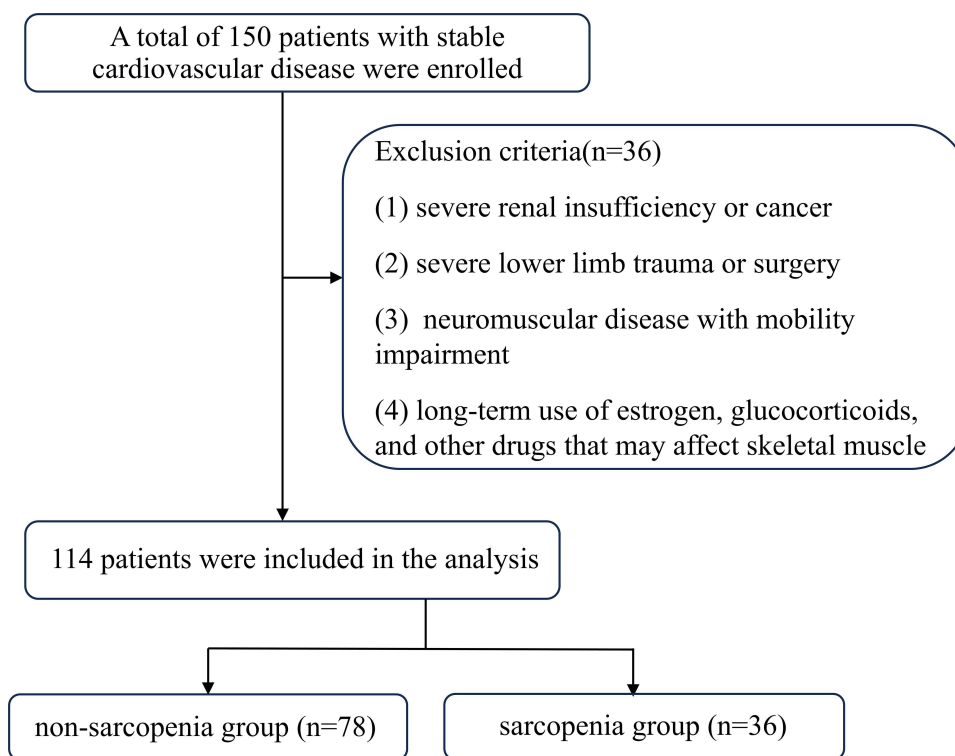 A total of 150 patients with stable
cardiovascular disease were enrolled
Exclusion criteria(n=36)
(1) severe renal insufficiency or cancer
(2) severe lower limb trauma or surgery
(3) neuromuscular disease with mobility
impairment
(4) long-term use of estrogen, glucocorticoids,
and other drugs that may affect skeletal muscle
114 patients were included in the analysis
non-sarcopenia group (n=78)
sarcopenia group (n=36)